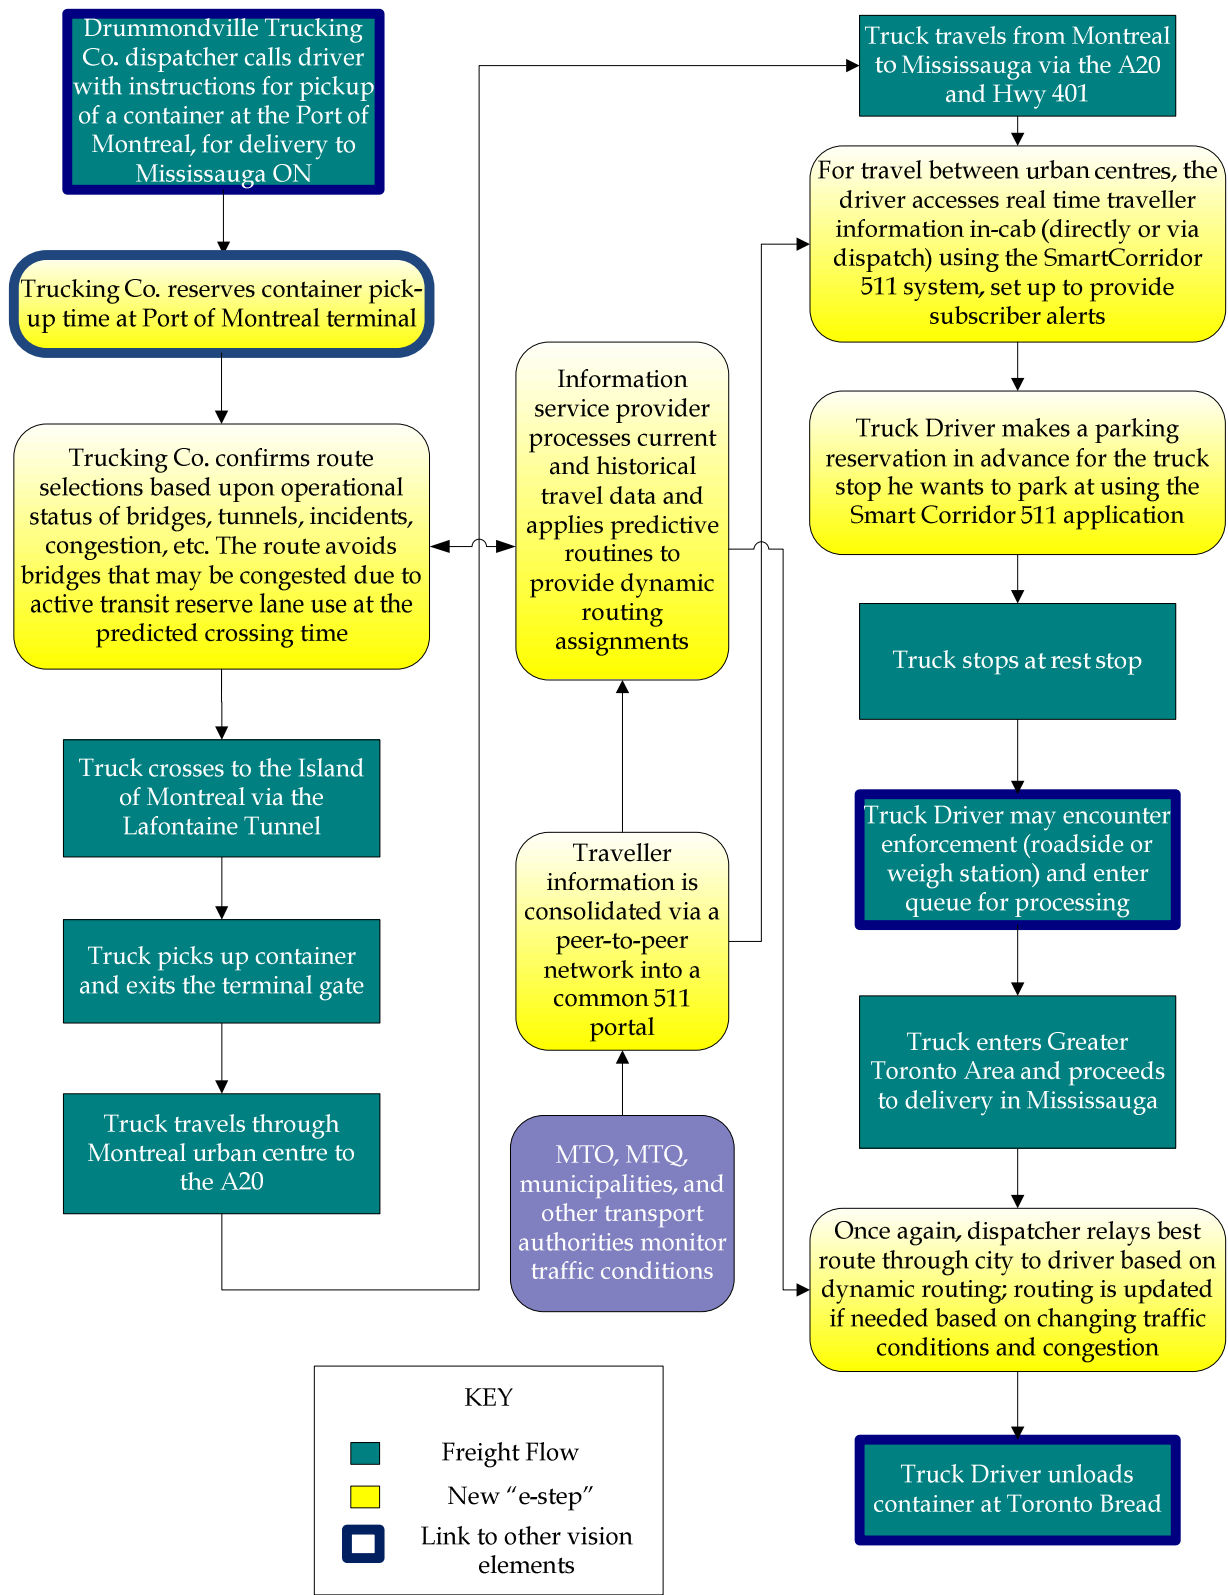 Drummondville Trucking
Co. dispatcher calls driver
with instructions for pickup
of a container at the Port of
Montreal, for delivery to
Mississauga ON
Trucking Co. reserves container pick-
up time at Port of Montreal terminal
Trucking Co. confirms route
selections based upon operational
status of bridges, tunnels, incidents,
congestion, etc. The route avoids
bridges that may be congested due to
active transit reserve lane use at the
predicted crossing time
Truck crosses to the Island
of Montreal via the
Lafontaine Tunnel
Truck picks up container
and exits the terminal gate
Truck travels through
Montreal urban centre to
the A20
Information
service provider
processes current
and historical
travel data and
applies predictive
routines to
provide dynamic
routing
assignments
Traveller
information is
consolidated via a
peer-to-peer
network into a
common 511
portal
MTO, MTQ,
municipalities, and
other transport
authorities monitor
traffic conditions
Truck travels from Montreal
to Mississauga via the A20
and Hwy 401
For travel between urban centres, the
driver accesses real time traveller
information in-cab (directly or via
dispatch) using the SmartCorridor
511 system, set up to provide
subscriber alerts
Truck Driver makes a parking
reservation in advance for the truck
stop he wants to park at using the
Smart Corridor 511 application
Truck stops at rest stop
Truck Driver may encounter
enforcement (roadside or
weigh station) and enter
queue for processing
Truck enters Greater
Toronto Area and proceeds
to delivery in Mississauga
Once again, dispatcher relays best
route through city to driver based on
dynamic routing; routing is updated
if needed based on changing traffic
conditions and congestion
Truck Driver unloads
container at Toronto Bread
KEY
Freight Flow
New “e-step”
Link to other vision
elements